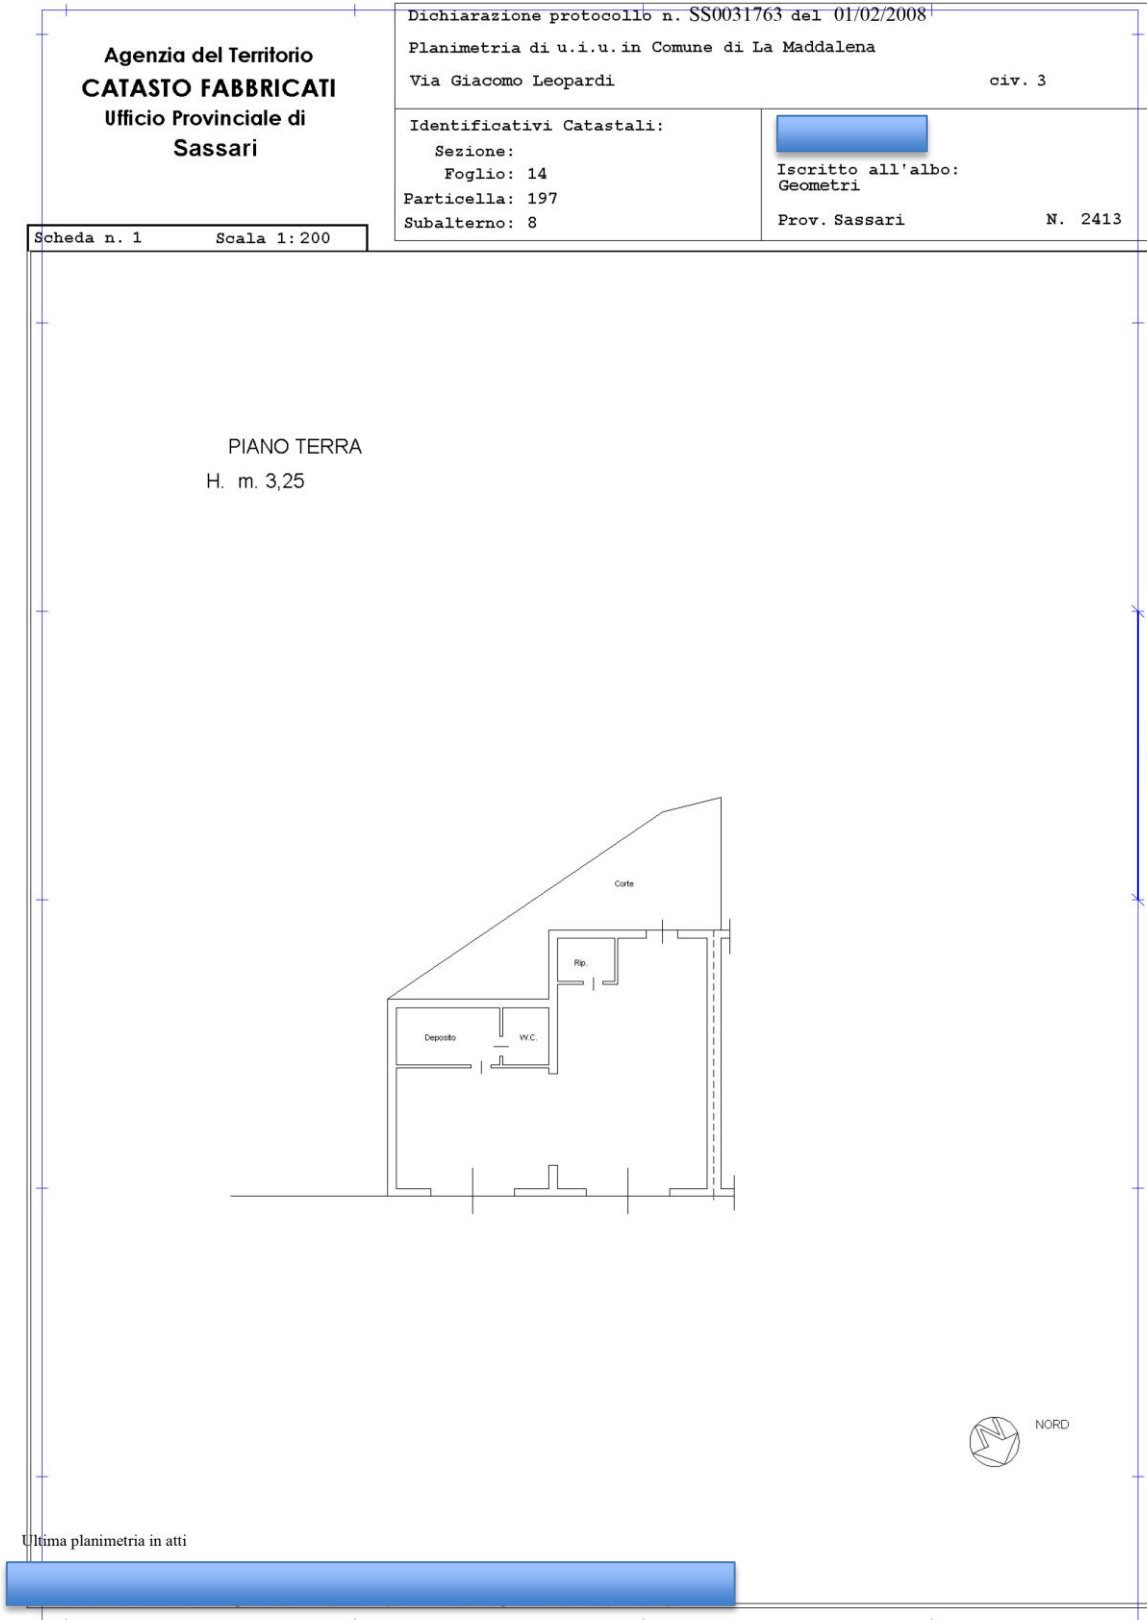 Agenzia del Territorio
CATASTO FABBRICATI
Ufficio Provinciale di
Sassari
Dichiarazione protocollo n. SS0031763 del 01/02/2008
Planimetria di u.i.u. in Comune di La Maddalena
Via Giacomo Leopardi civ. 3
Identificativi Catastali:
Sezione:
Foglio: 14
Particella: 197
Subalterno: 8
Iscritto all'albo:
Geometri
Prov. Sassari N. 2413
Scheda n. 1 Scala 1:200
PIANO TERRA
H. m. 3,25
Corte
Rip.
Deposito W.C.
N
NORD
Ultima planimetria in atti